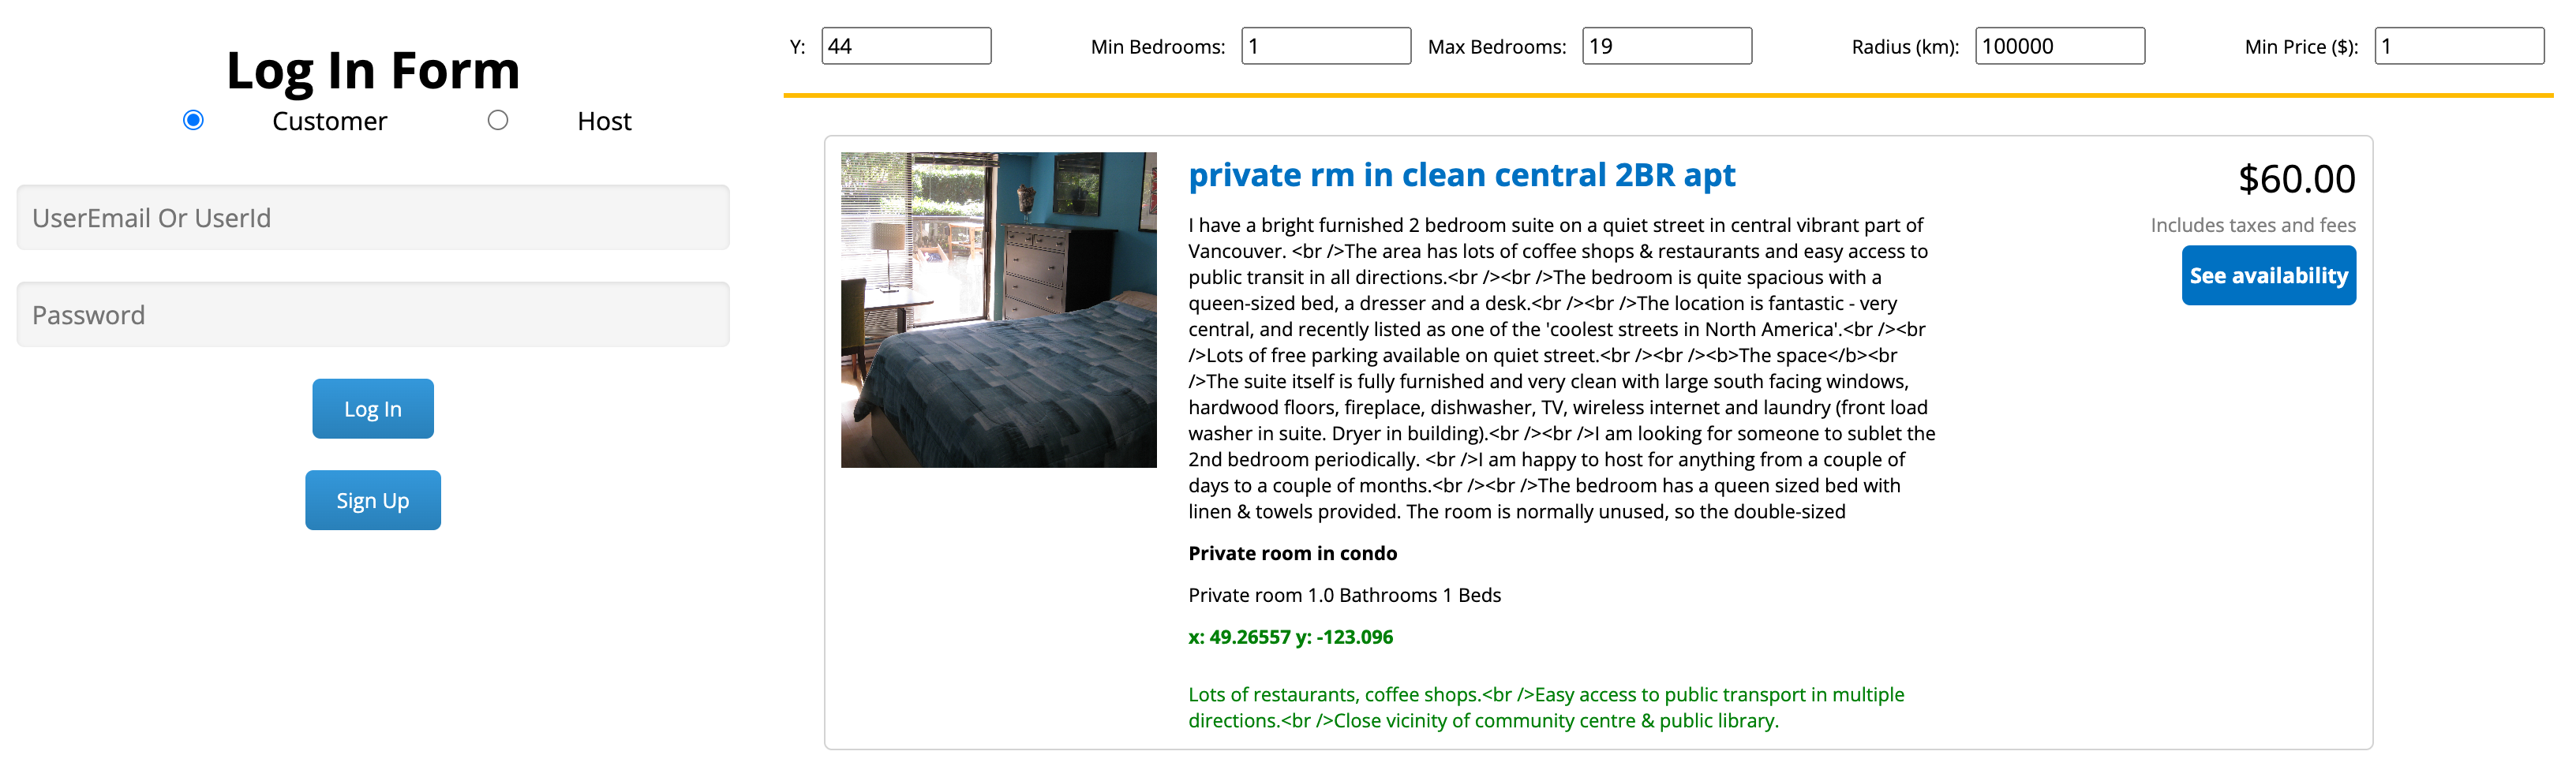 Log In Form
Customer Host
UserEmail Or UserId
Password
Log In
Sign Up
Y: 44 Min Bedrooms: 1 Max Bedrooms: 19 Radius (km): 100000 Min Price ($): 1
private rm in clean central 2BR apt
I have a bright furnished 2 bedroom suite on a quiet street in central vibrant part of
Vancouver. <br />The area has lots of coffee shops & restaurants and easy access to
public transit in all directions.<br /><br />The bedroom is quite spacious with a
queen-sized bed, a dresser and a desk.<br /><br />The location is fantastic - very
central, and recently listed as one of the 'coolest streets in North America'.<br /><br
/>Lots of free parking available on quiet street.<br /><br /><b>The space</b><br
/>The suite itself is fully furnished and very clean with large south facing windows,
hardwood floors, fireplace, dishwasher, TV, wireless internet and laundry (front load
washer in suite. Dryer in building).<br /><br />I am looking for someone to sublet the
2nd bedroom periodically. <br />I am happy to host for anything from a couple of
days to a couple of months.<br /><br />The bedroom has a queen sized bed with
linen & towels provided. The room is normally unused, so the double-sized
Private room in condo
Private room 1.0 Bathrooms 1 Beds
x: 49.26557 y: -123.096
Lots of restaurants, coffee shops.<br />Easy access to public transport in multiple
directions.<br />Close vicinity of community centre & public library.
$60.00
Includes taxes and fees
See availability